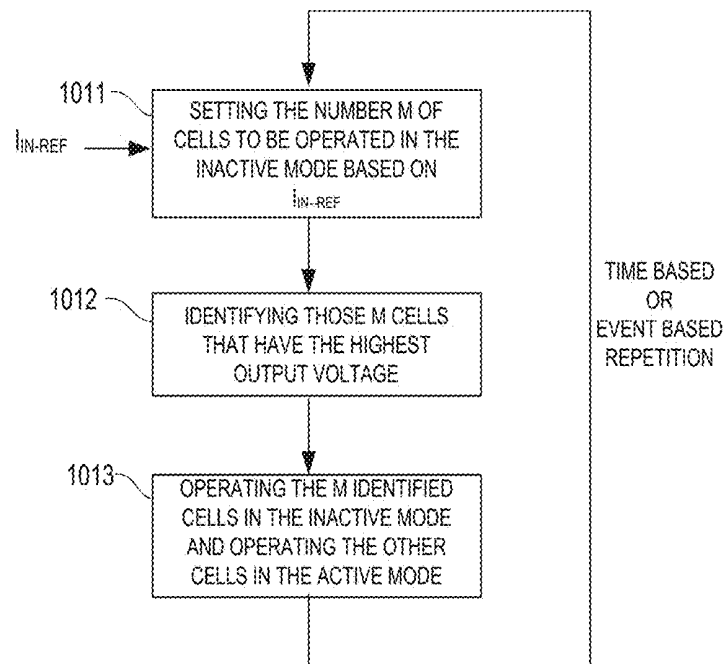 1011
SETTING THE NUMBER M OF
CELLS TO BE OPERATED IN THE
INACTIVE MODE BASED ON
IIN-REF
IIN-REF
1012
IDENTIFYING THOSE M CELLS
THAT HAVE THE HIGHEST
OUTPUT VOLTAGE
TIME BASED
OR
EVENT BASED
REPETITION
1013
OPERATING THE M IDENTIFIED
CELLS IN THE INACTIVE MODE
AND OPERATING THE OTHER
CELLS IN THE ACTIVE MODE